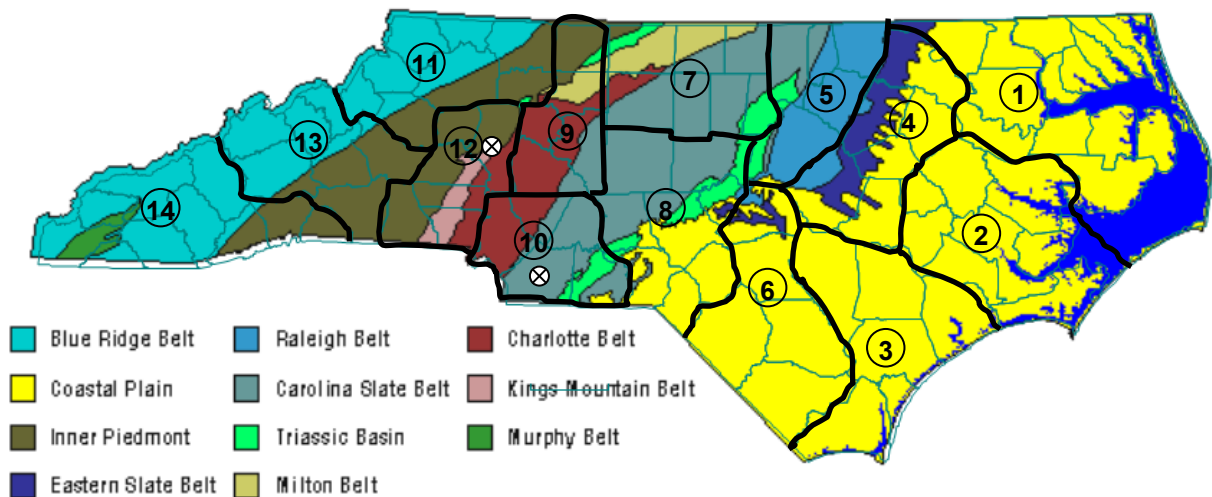 11
7
5
1
4
13
12
9
14
8
2
10
6
3
Blue Ridge Belt
Raleigh Belt
Charlotte Belt
Coastal Plain
Carolina Slate Belt
Kings Mountain Belt
Inner Piedmont
Triassic Basin
Murphy Belt
Eastern Slate Belt
Milton Belt